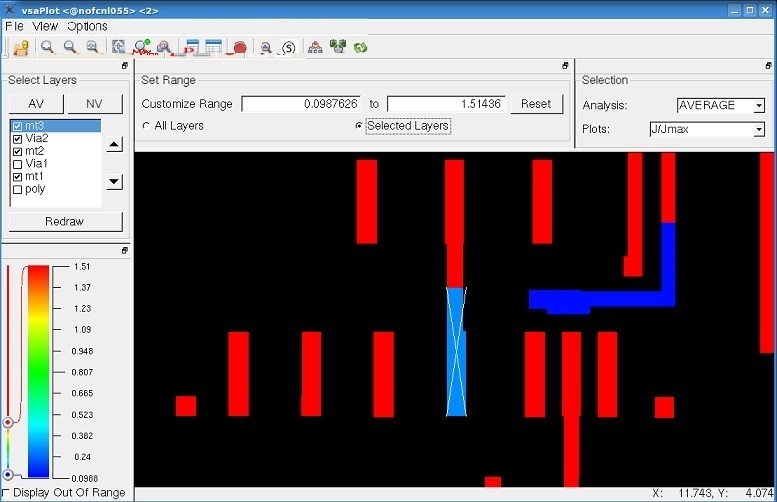 vsaPlot <@nofcnl055> <2>
File View Options
Select Layers
AV NV
mt3
Via2
mt2
Via1
mt1
poly
Redraw
Set Range
Customize Range 0.0987626 to 1.51436 Reset
All Layers Selected Layers
Selection
Analysis: AVERAGE
Plots: J/Jmax
1.51
1.37
1.23
1.09
0.948
0.807
0.665
0.523
0.382
0.24
0.0988
Display Out Of Range
X: 11.743, Y: 4.074